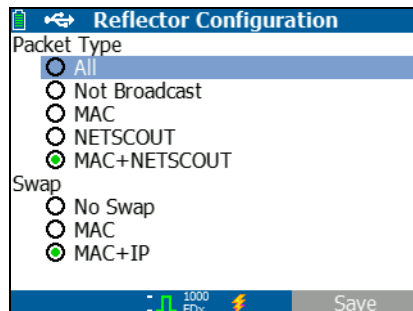 Reflector Configuration
Packet Type
All
Not Broadcast
MAC
NETSCOUT
MAC+NETSCOUT
Swap
No Swap
MAC
MAC+IP
1000
FDx
Save